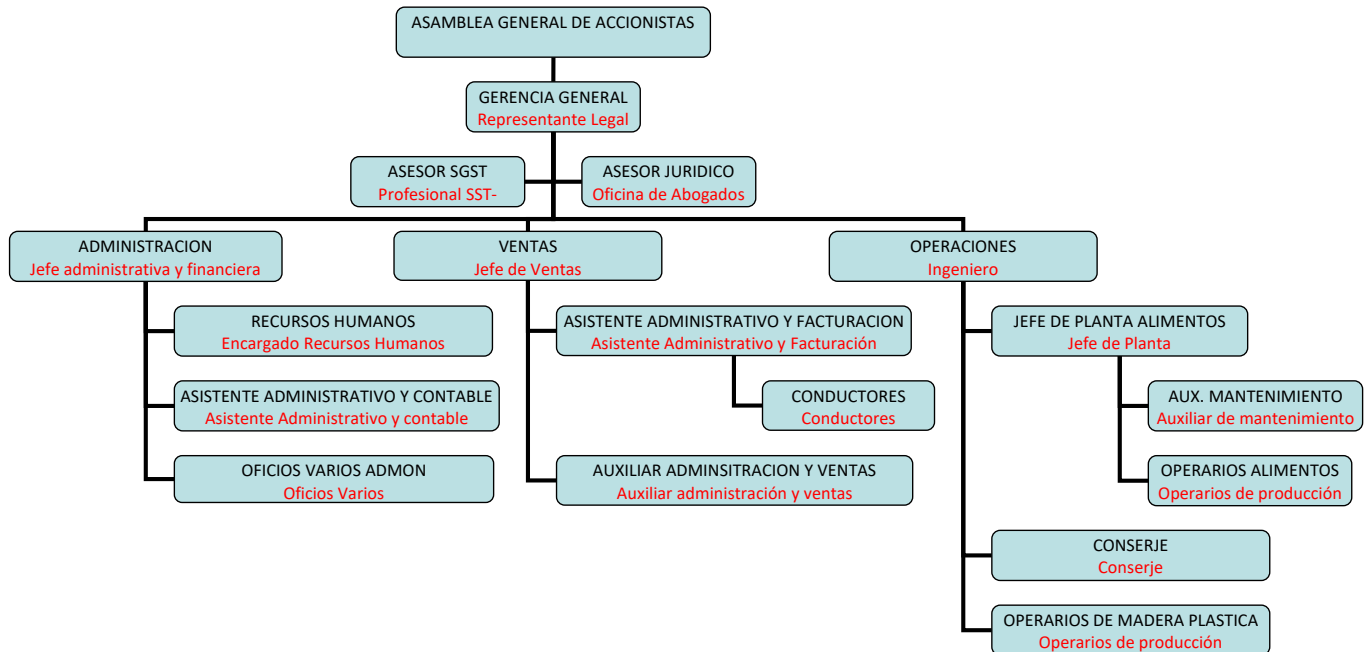 ASAMBLEA GENERAL DE ACCIONISTAS
GERENCIA GENERAL
Representante Legal
ASESOR SGST
Profesional SST-
ASESOR JURIDICO
Oficina de Abogados
ADMINISTRACION
Jefe administrativa y financiera
VENTAS
Jefe de Ventas
OPERACIONES
Ingeniero
RECURSOS HUMANOS
Encargado Recursos Humanos
ASISTENTE ADMINISTRATIVO Y CONTABLE
Asistente Administrativo y contable
OFICIOS VARIOS ADMON
Oficios Varios
ASISTENTE ADMINISTRATIVO Y FACTURACION
Asistente Administrativo y Facturación
CONDUCTORES
Conductores
AUXILIAR ADMINSITRACION Y VENTAS
Auxiliar administración y ventas
JEFE DE PLANTA ALIMENTOS
Jefe de Planta
AUX. MANTENIMIENTO
Auxiliar de mantenimiento
OPERARIOS ALIMENTOS
Operarios de producción
CONSERJE
Conserje
OPERARIOS DE MADERA PLASTICA
Operarios de producción